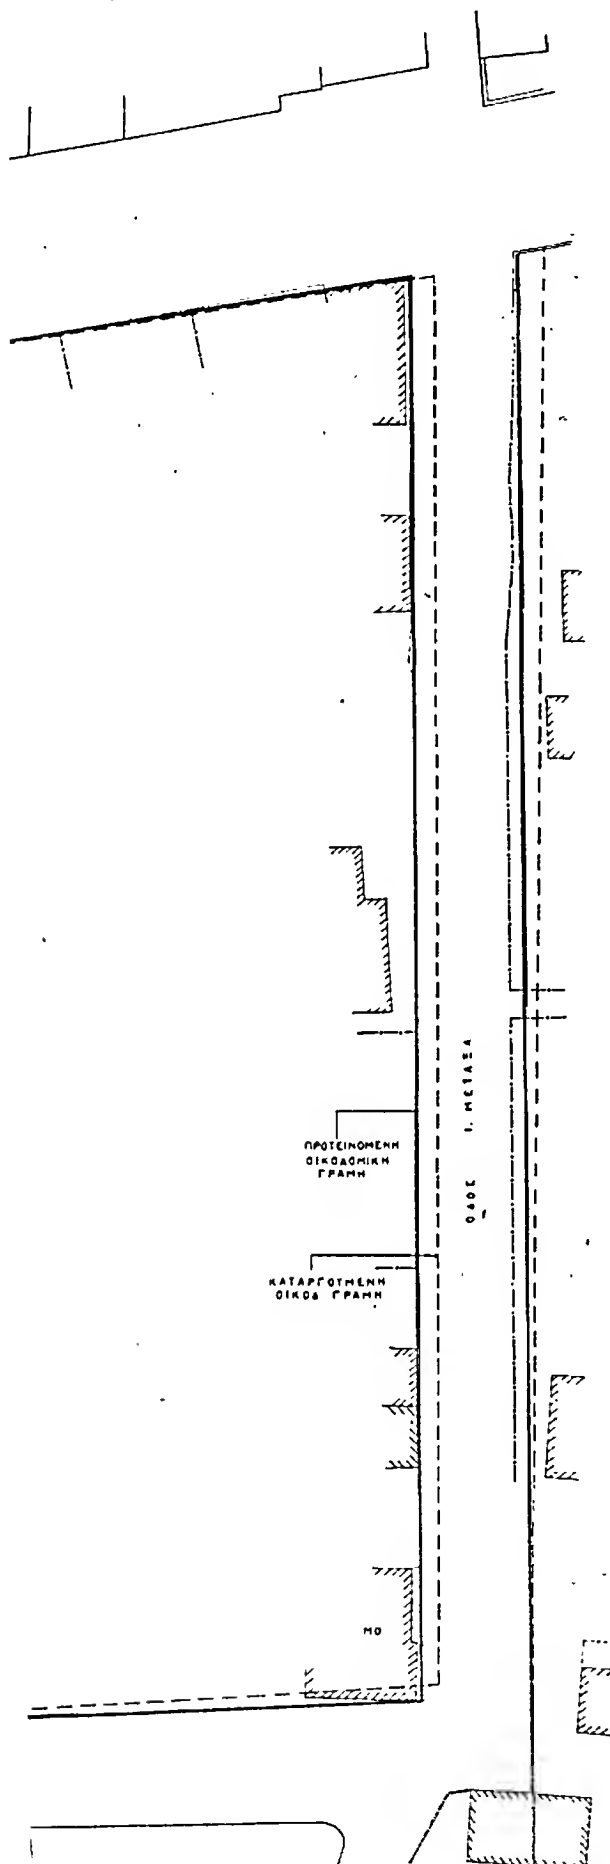 ΟΔΟΣ Ι. ΜΕΤΑΞΑ
ΠΡΟΤΕΙΝΟΜΕΝΗ
ΟΙΚΟΔΟΜΙΚΗ
ΓΡΑΜΗ
ΚΑΤΑΡΓΟΥΜΕΝΗ
ΟΙΚΟΔ ΓΡΑΜΗ
ΜΟ